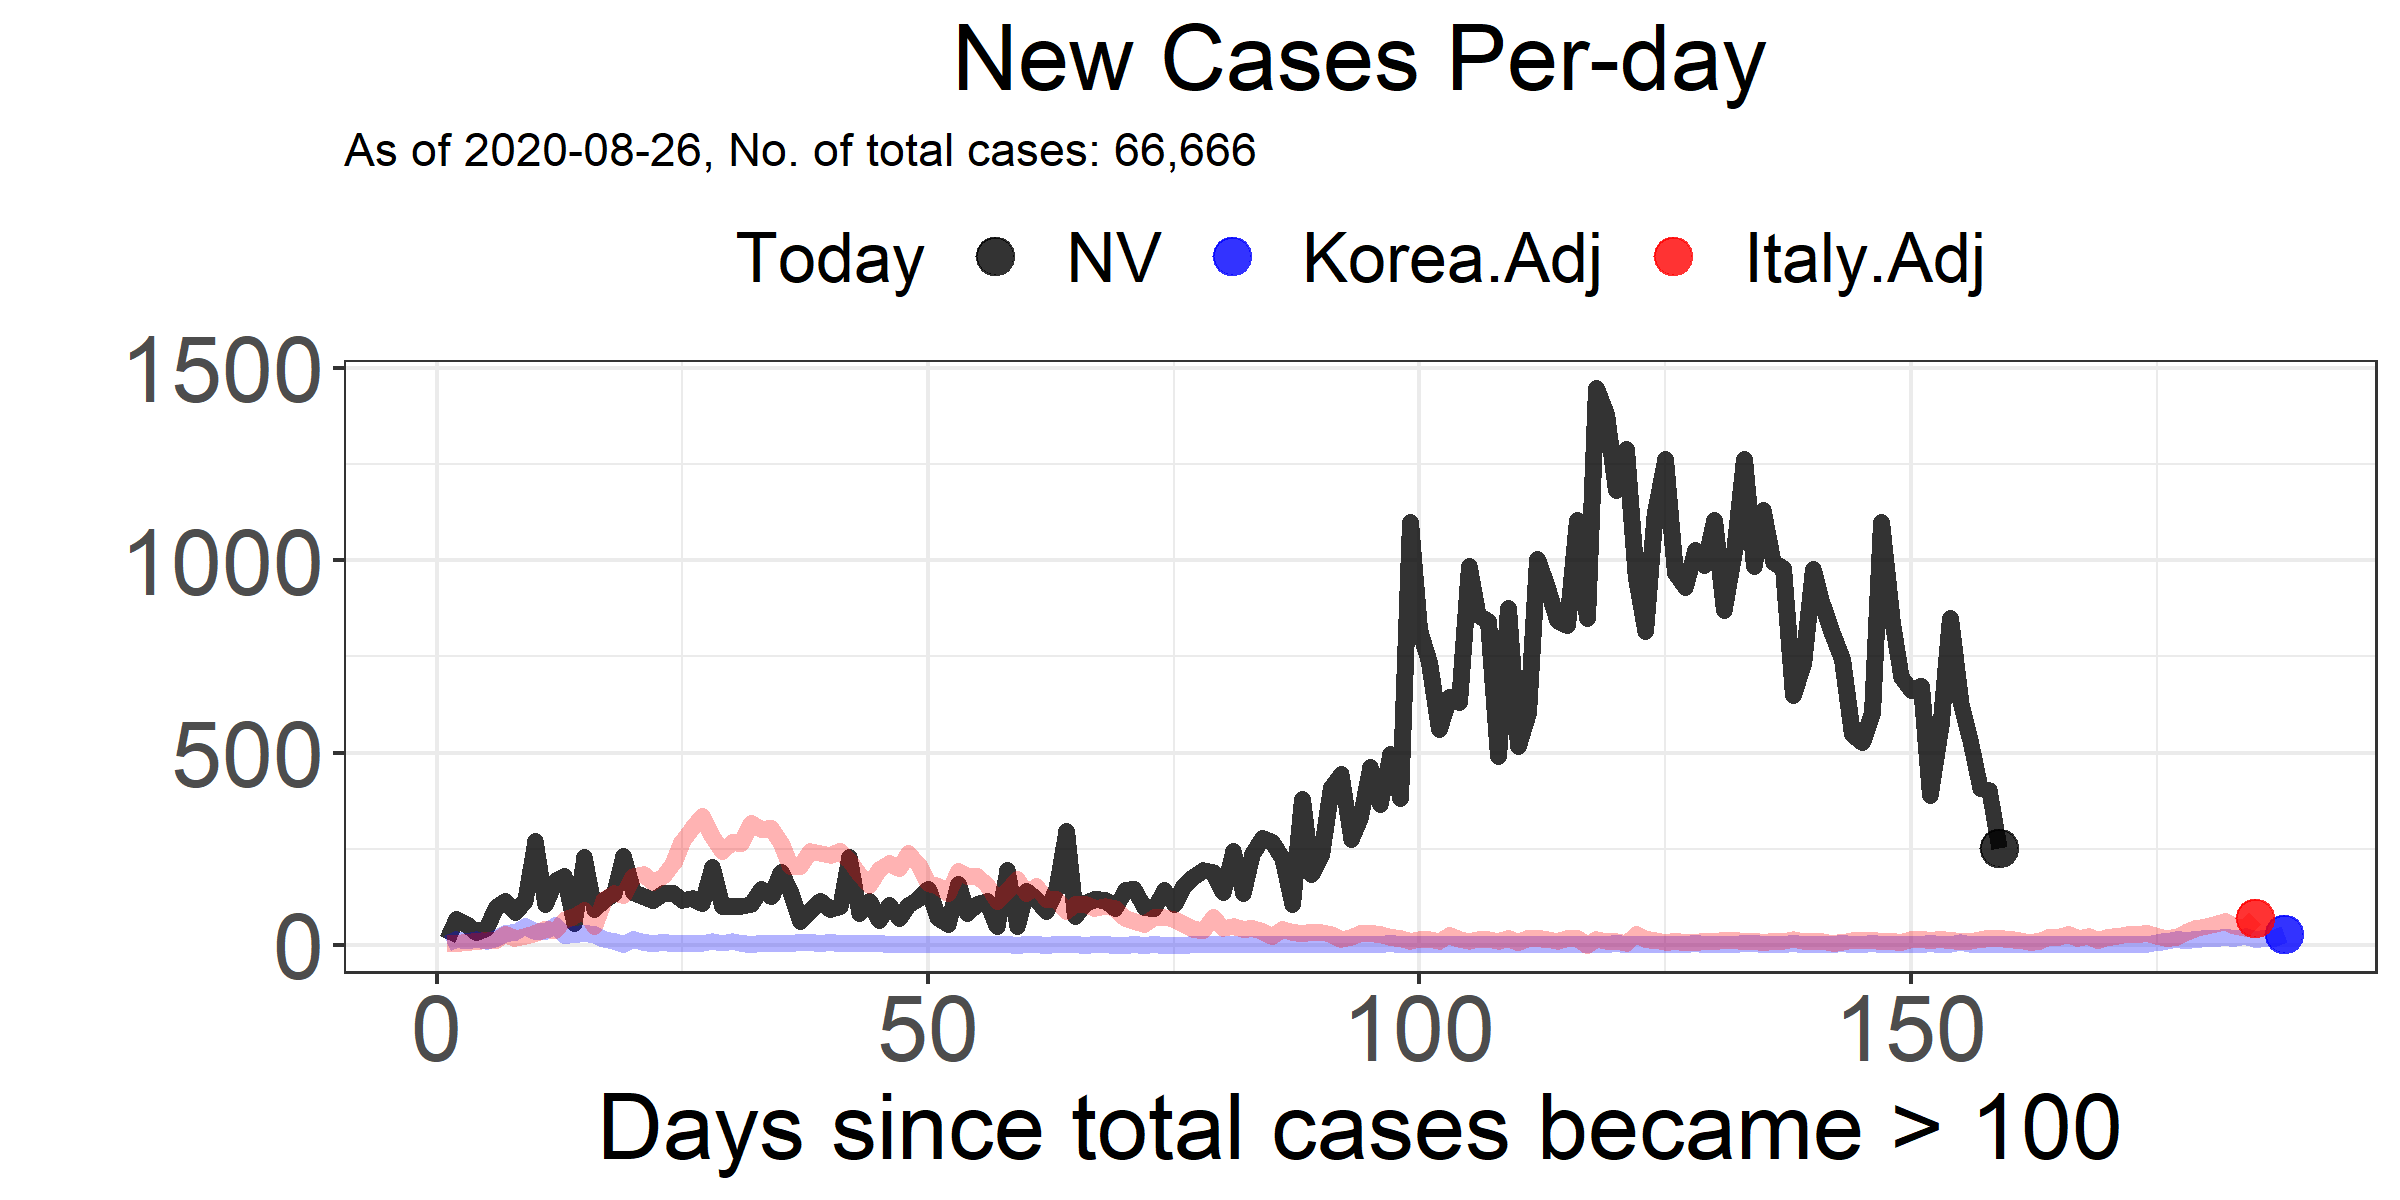 New Cases Per-day
As of 2020-08-26, No. of total cases: 66,666
Today NV Korea.Adj Italy.Adj
1500
1000
500
0
0 50 100 150
Days since total cases became > 100